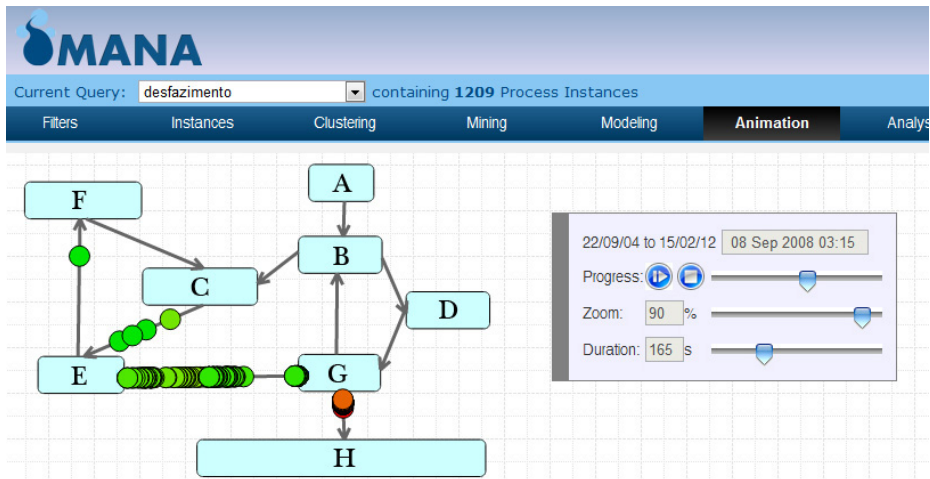 MANA
Current Query: desfazimento containing 1209 Process Instances
Filters Instances Clustering Mining Modeling Animation Analys
A
F
B
C
D
E
G
H
22/09/04 to 15/02/12 08 Sep 2008 03:15
Progress:
Zoom: 90 %
Duration: 165 s